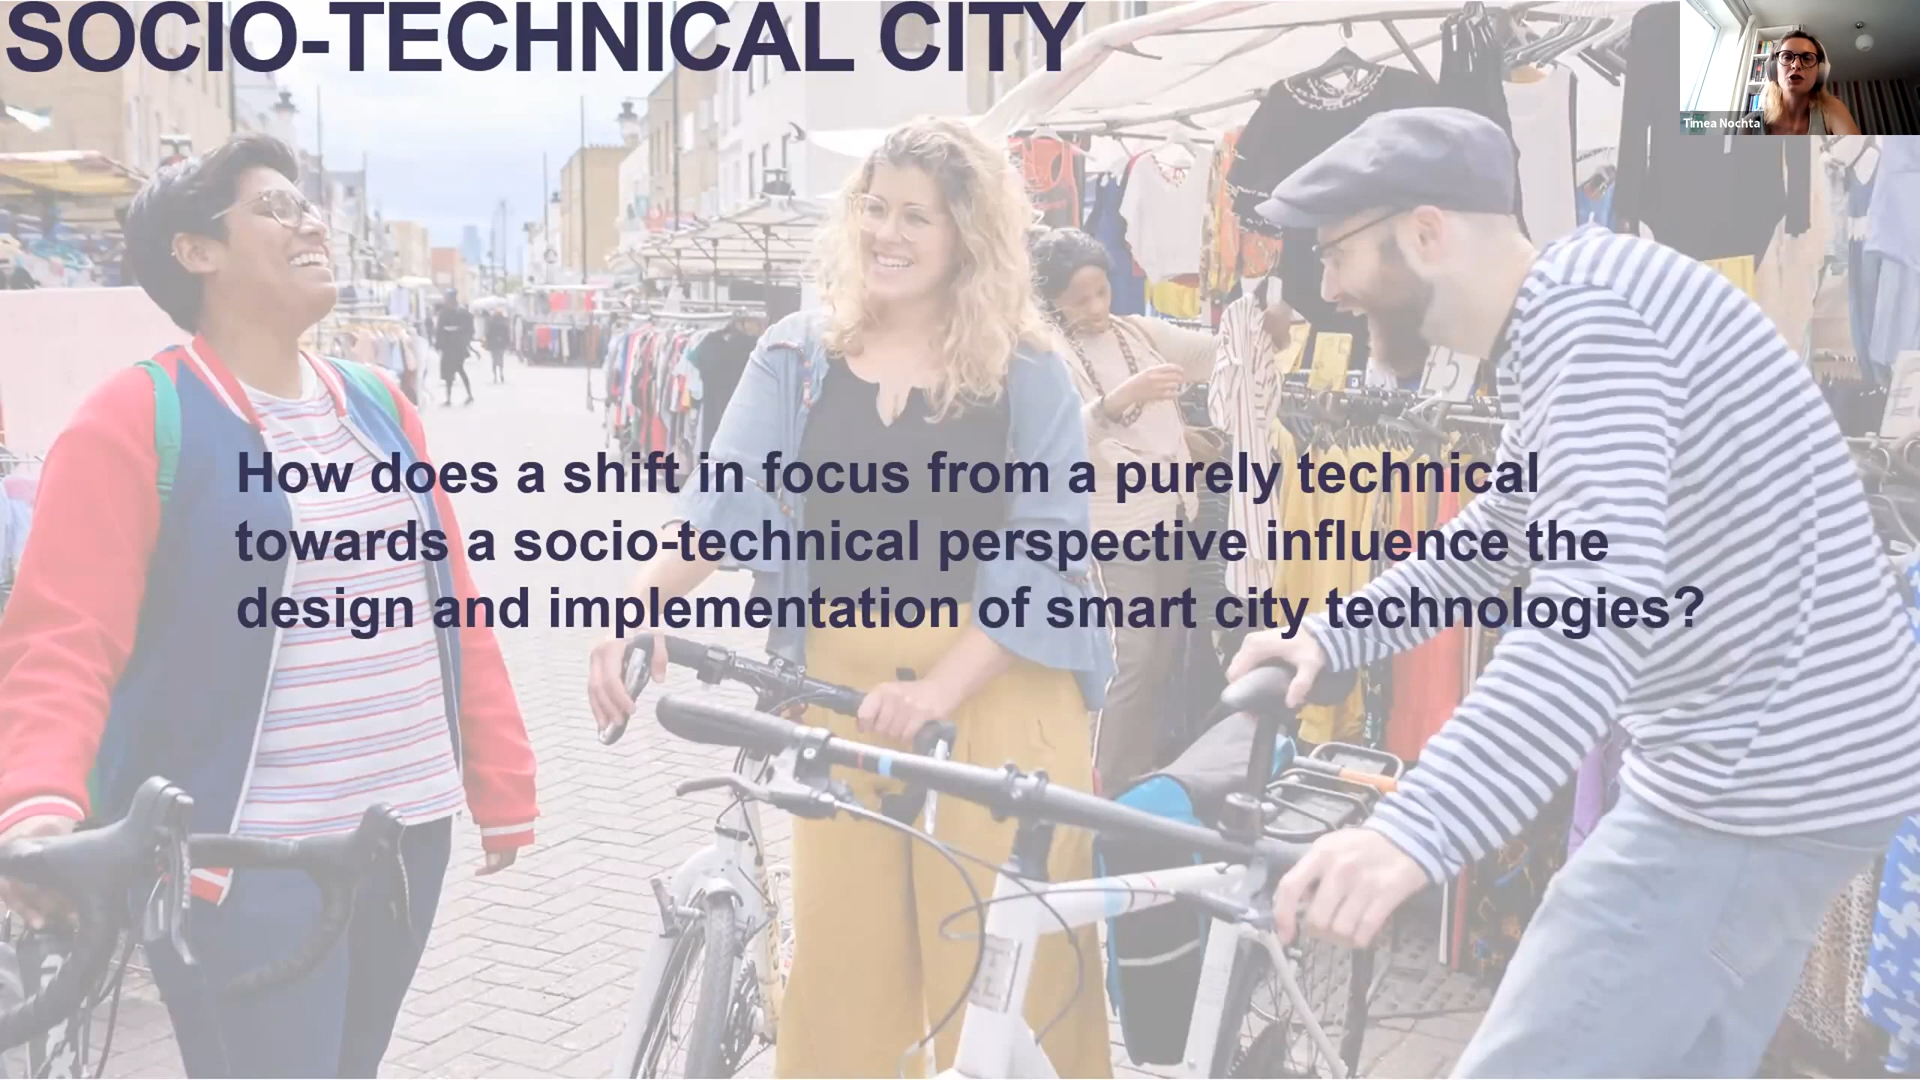 SOCIO-TECHNICAL CITY
Timea Nochta
How does a shift in focus from a purely technical
towards a socio-technical perspective influence the
design and implementation of smart city technologies?